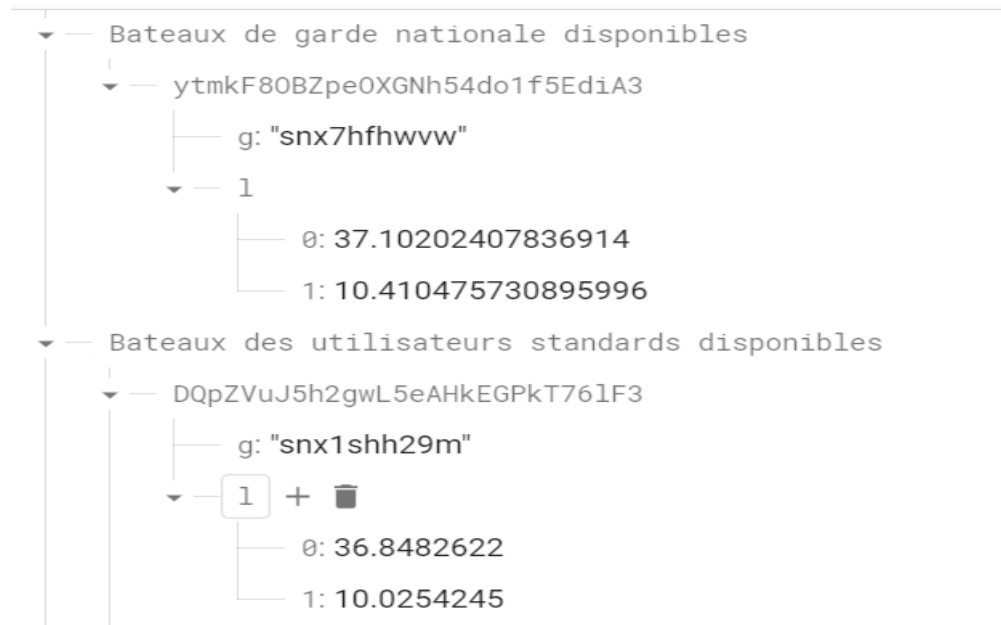 Bateaux de garde nationale disponibles
ytmkF8OBZpeOXGNh54do1f5EdiA3
g: "snx7hfhwvw"
l
0: 37.10202407836914
1: 10.410475730895996
Bateaux des utilisateurs standards disponibles
DQpZVuJ5h2gwL5eAHkEGPkT76lF3
g: "snx1shh29m"
l
0: 36.8482622
1: 10.0254245